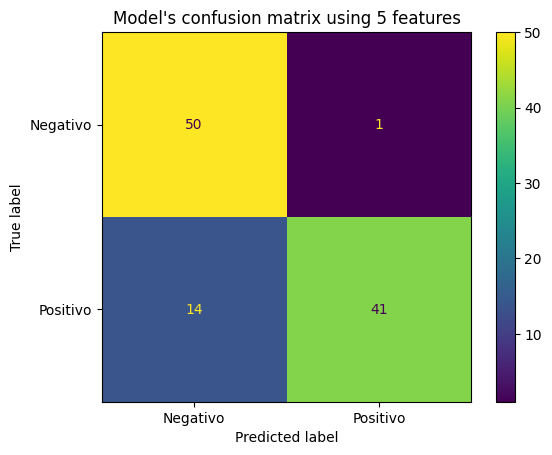 Model's confusion matrix using 5 features
True label
Negativo
Positivo
50
1
14
41
Negativo
Positivo
Predicted label
50
40
30
20
10